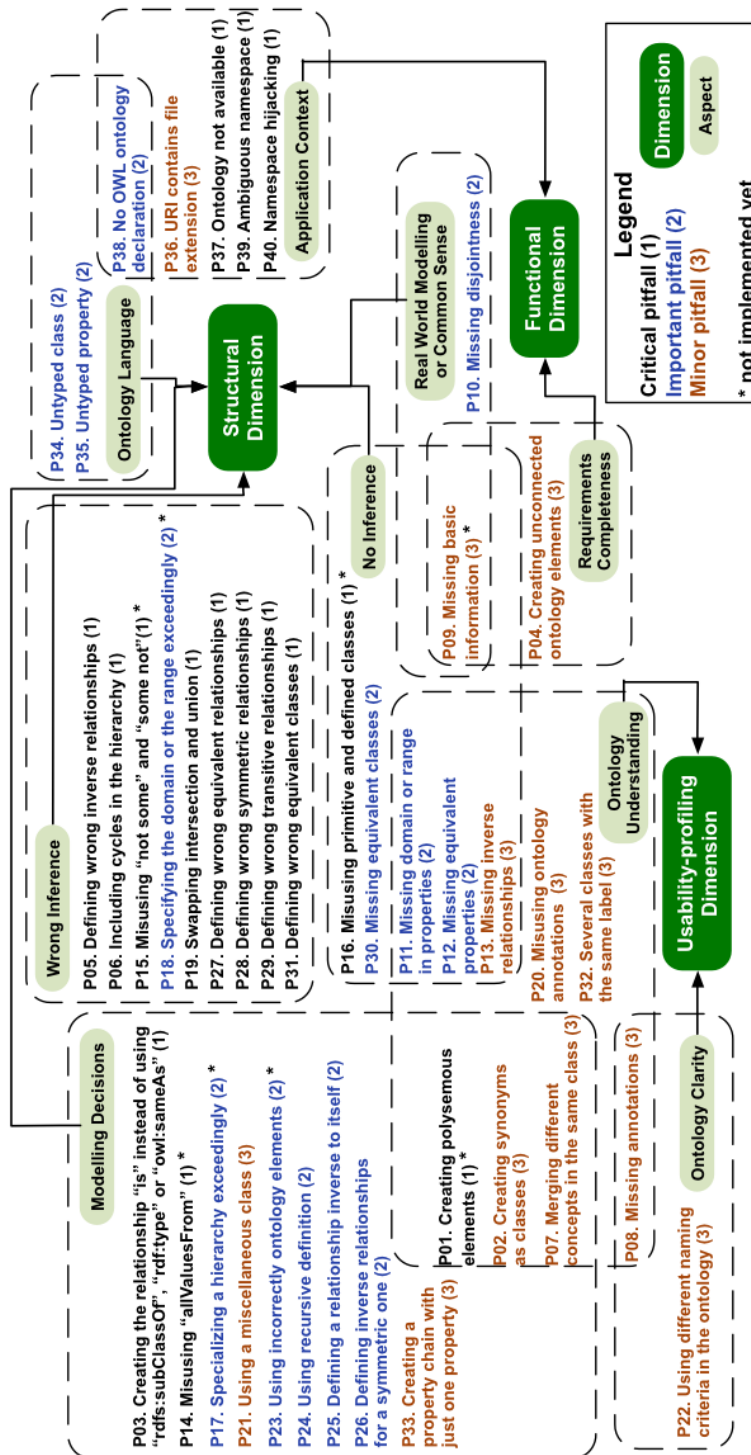 Modelling Decisions
P03. Creating the relationship “is” instead of using
“rdfs:subClassOf”, “rdf:type” or “owl:sameAs” (1)
P14. Misusing “allValuesFrom” (1) *
P17. Specializing a hierarchy exceedingly (2) *
P21. Using a miscellaneous class (3)
P23. Using incorrectly ontology elements (2) *
P24. Using recursive definition (2)
P25. Defining a relationship inverse to itself (2)
P26. Defining inverse relationships
for a symmetric one (2)
P33. Creating a
property chain with
just one property (3)
P01. Creating polysemous
elements (1) *
P02. Creating synonyms
as classes (3)
P07. Merging different
concepts in the same class (3)
Wrong Inference
P05. Defining wrong inverse relationships (1)
P06. Including cycles in the hierarchy (1)
P15. Misusing “not some” and “some not”(1) *
P18. Specifying the domain or the range exceedingly (2) *
P19. Swapping intersection and union (1)
P27. Defining wrong equivalent relationships (1)
P28. Defining wrong symmetric relationships (1)
P29. Defining wrong transitive relationships (1)
P31. Defining wrong equivalent classes (1)
P34. Untyped class (2)
P35. Untyped property (2)
Ontology Language
P38. No OWL ontology
declaration (2)
P36. URI contains file
extension (3)
P37. Ontology not available (1)
P39. Ambiguous namespace (1)
P40. Namespace hijacking (1)
Application Context
Structural
Dimension
P16. Misusing primitive and defined classes (1) *
P30. Missing equivalent classes (2)
No Inference
P11. Missing domain or range
in properties (2)
P12. Missing equivalent
properties (2)
P13. Missing inverse
relationships (3)
P20. Misusing ontology
annotations (3)
P32. Several classes with
the same label (3)
Ontology
Understanding
P09. Missing basic
information (3) *
Real World Modelling
or Common Sense
P10. Missing disjointness (2)
P04. Creating unconnected
ontology elements (3)
Requirements
Completeness
Functional
Dimension
P08. Missing annotations (3)
P22. Using different naming
criteria in the ontology (3)
Ontology Clarity
Usability-profiling
Dimension
Legend
Critical pitfall (1)
Important pitfall (2)
Minor pitfall (3)
* not implemented yet
Dimension
Aspect